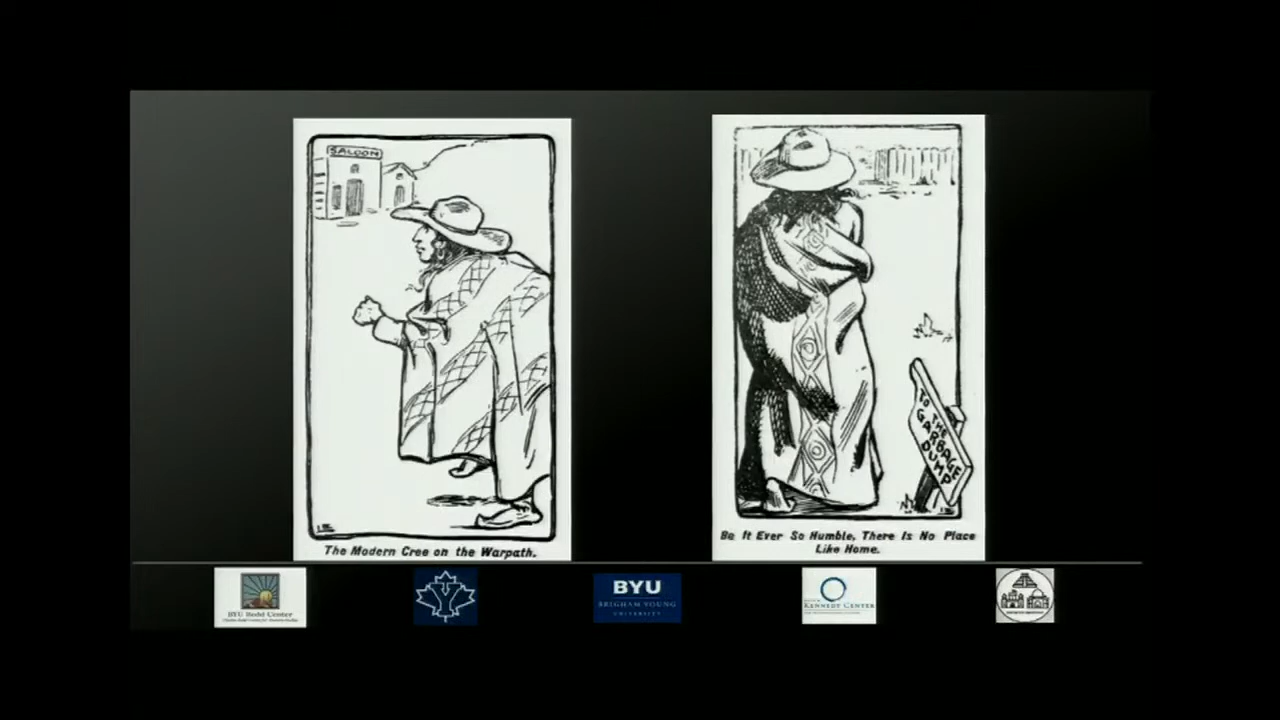 SALOON
The Modern Cree on the Warpath.
TO THE
GARBAGE
DUMP
Be It Ever So Humble, There Is No Place
Like Home.
BYU Redd Center
BYU
BRIGHAM YOUNG
UNIVERSITY
KENNEDY CENTER